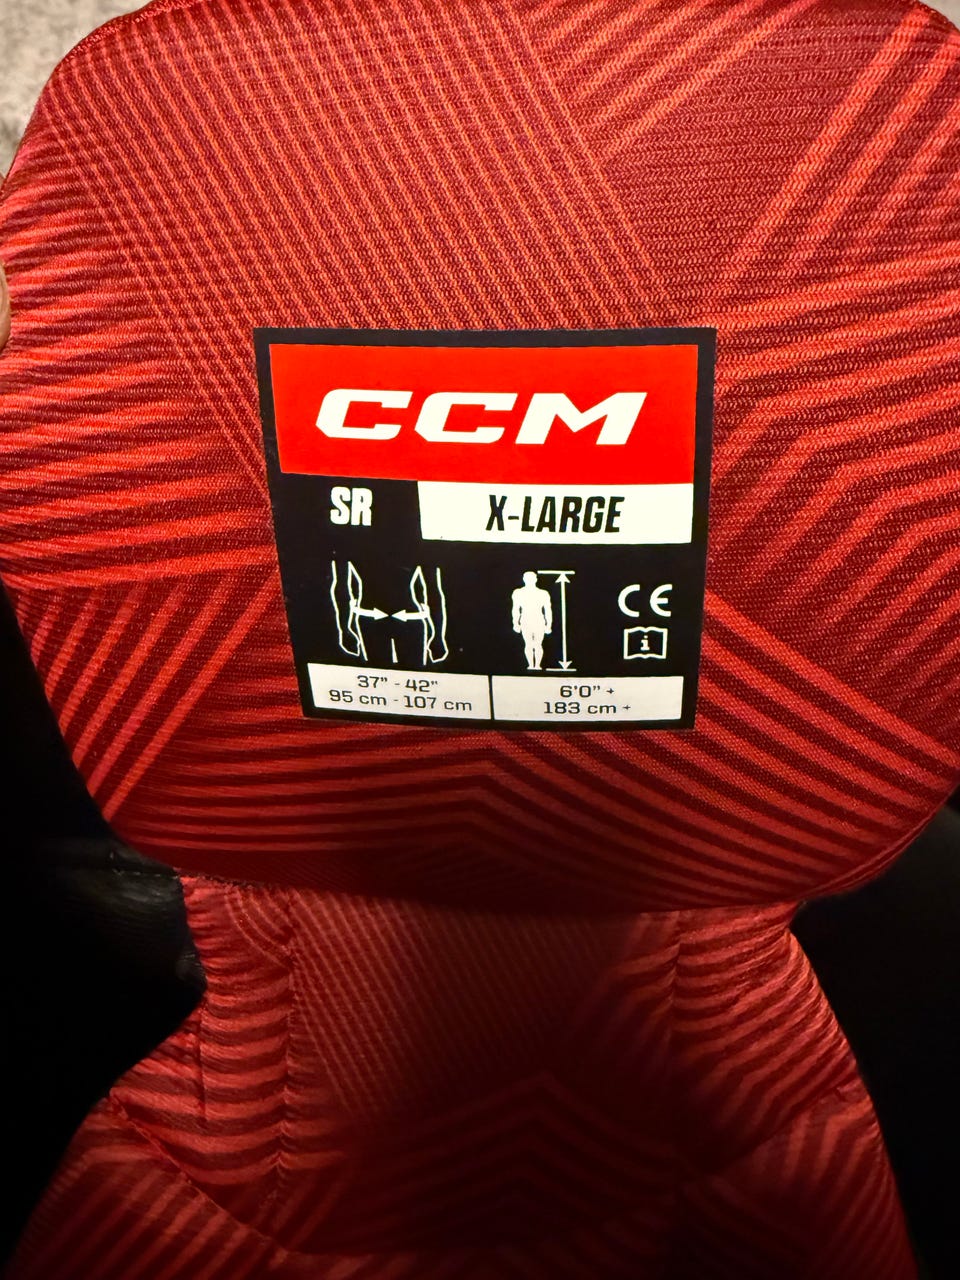 CCM
SR
X-LARGE
CE
i
37" - 42"
95 cm - 107 cm
6'0" +
183 cm +